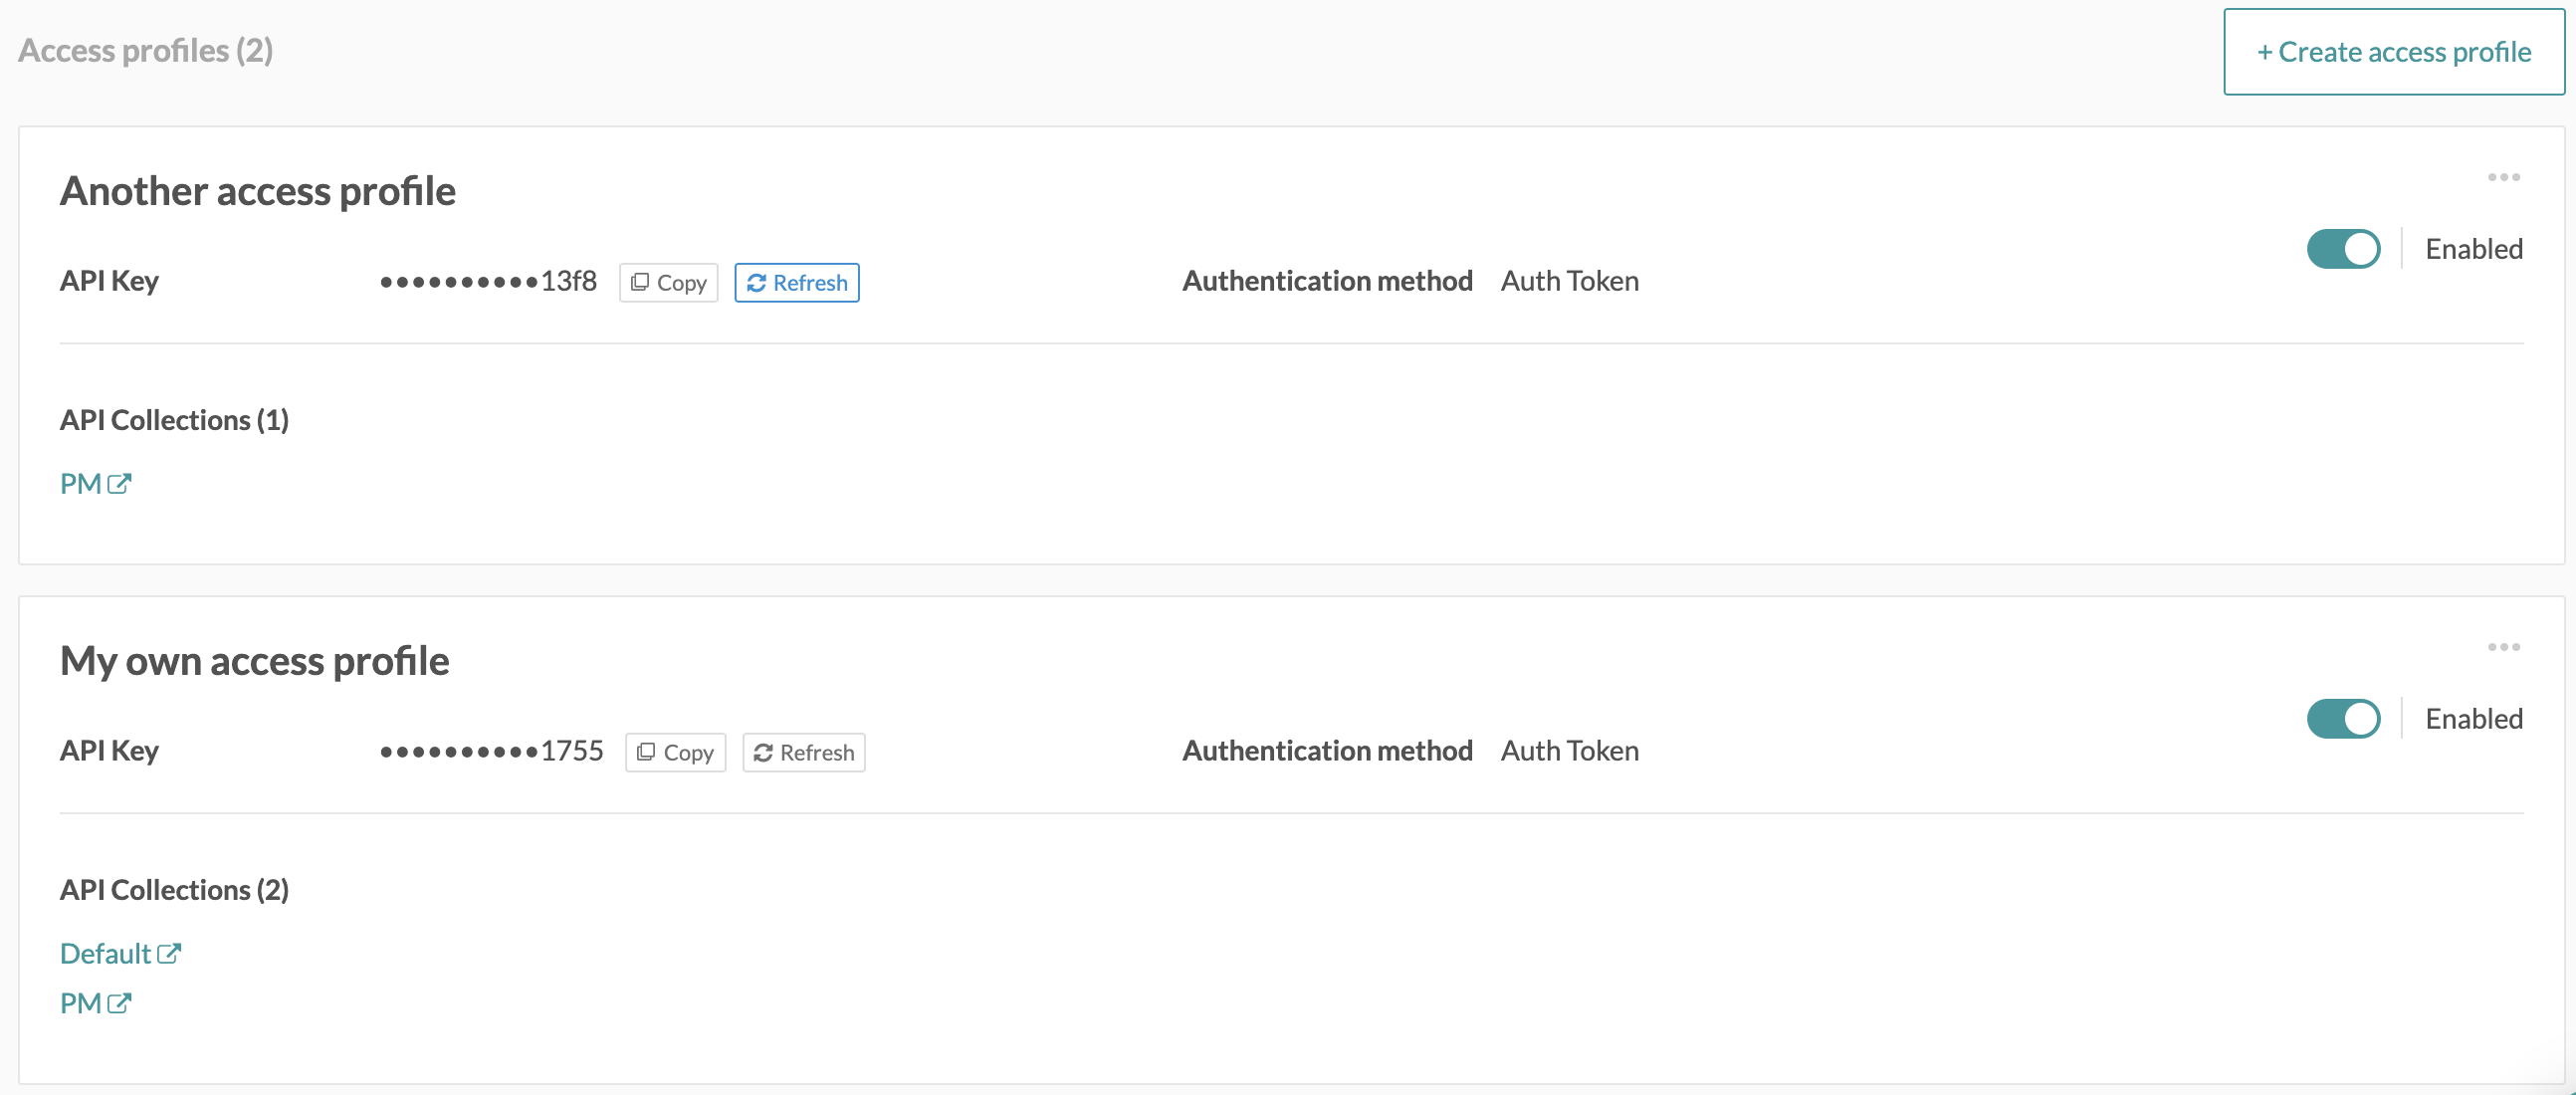 Access profiles (2)
+ Create access profile
Another access profile
Enabled
API Key ••••••••••13f8 Copy Refresh Authentication method Auth Token
API Collections (1)
PM
My own access profile
Enabled
API Key ••••••••••1755 Copy Refresh Authentication method Auth Token
API Collections (2)
Default
PM